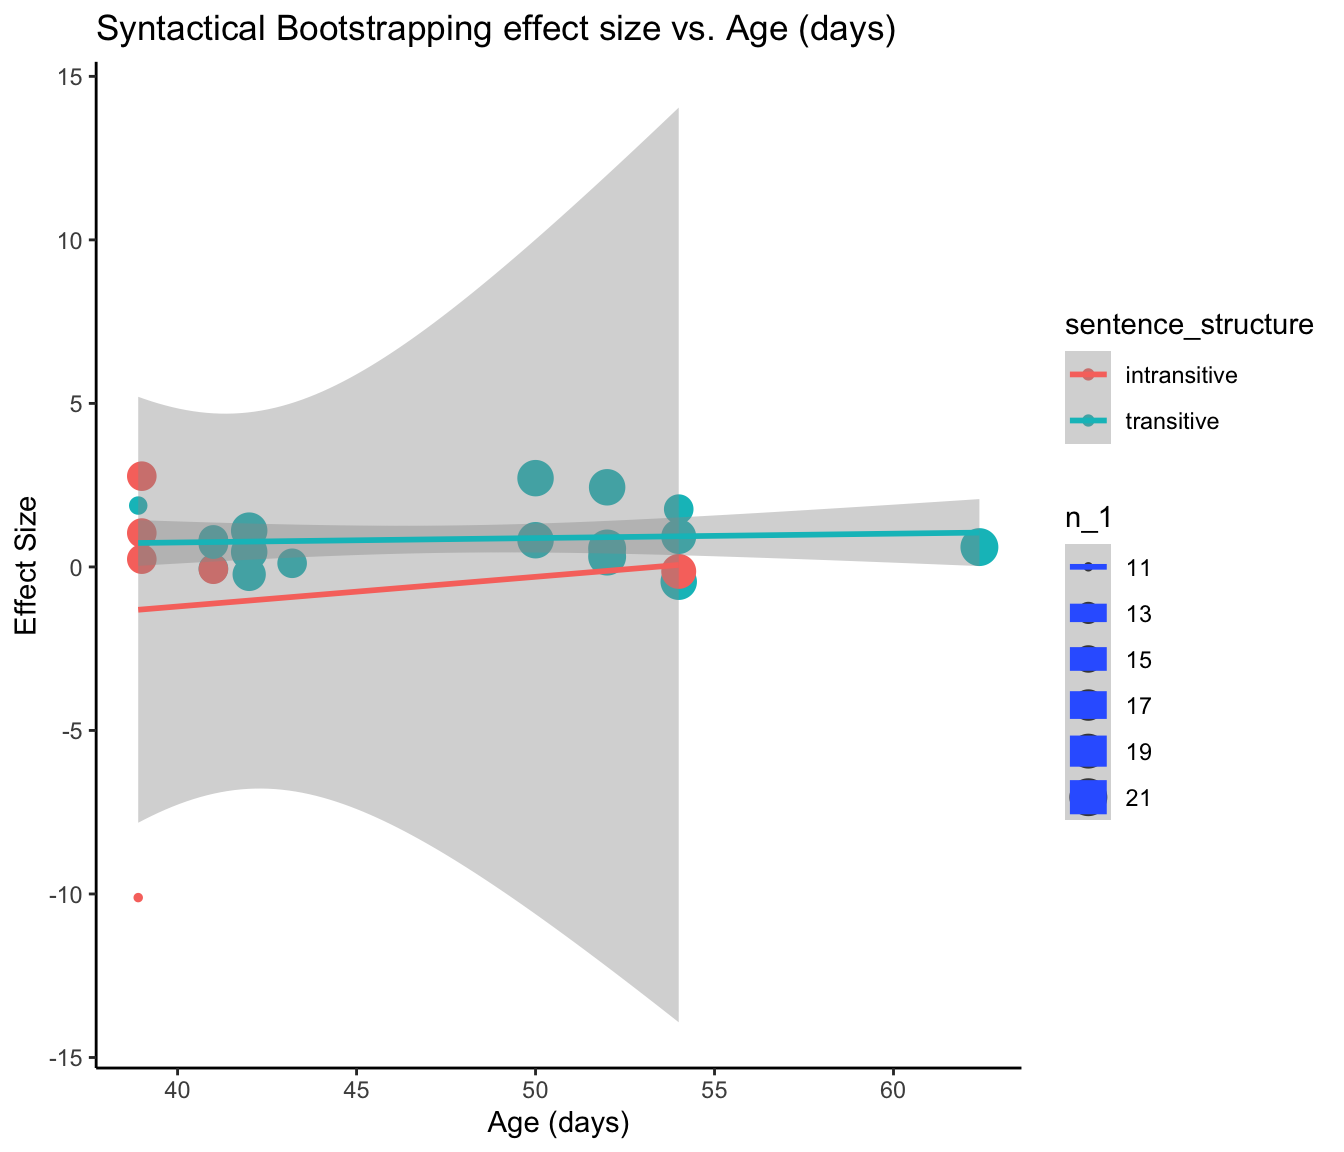 Syntactical Bootstrapping effect size vs. Age (days)
15
10
5
0
-5
-10
-15
Effect Size
40 45 50 55 60
Age (days)
sentence_structure
intransitive
transitive
n_1
11
13
15
17
19
21